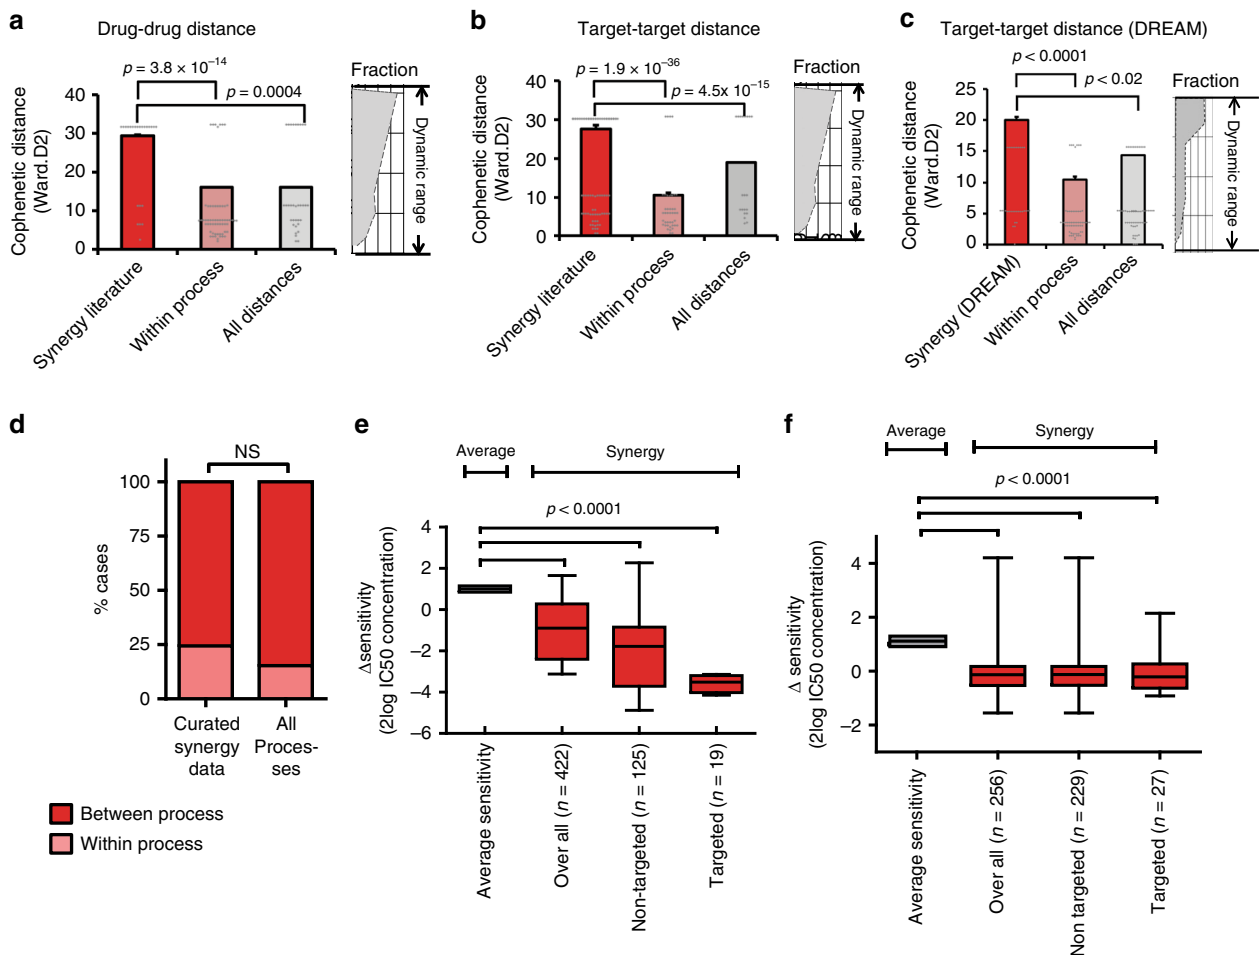 a
Drug-drug distance
p = 3.8 × 10−14
p = 0.0004
Cophenetic distance
(Ward.D2)
40
30
20
10
0
Synergy literature
Within process
All distances
Fraction
Dynamic range
b
Target-target distance
p = 1.9 × 10−36
p = 4.5x 10−15
Cophenetic distance
(Ward.D2)
40
30
20
10
0
Synergy literature
Within process
All distances
Fraction
Dynamic range
c
Target-target distance (DREAM)
p < 0.0001
p < 0.02
Cophenetic distance
(Ward.D2)
25
20
15
10
5
0
Synergy (DREAM)
Within process
All distances
Fraction
Dynamic range
d
NS
% cases
100
75
50
25
0
Curated
synergy
data
All
Proces-
ses
Between process
Within process
e
Average
Synergy
p < 0.0001
Δsensitivity
(2log IC50 concentration)
4
2
0
−2
−4
−6
Average sensitivity
Over all (n = 422)
Non-targeted (n = 125)
Targeted (n = 19)
f
Average
Synergy
p < 0.0001
Δ sensitivity
(2log IC50 concentration)
4
2
0
−2
Average sensitivity
Over all (n = 256)
Non targeted (n = 229)
Targeted (n = 27)